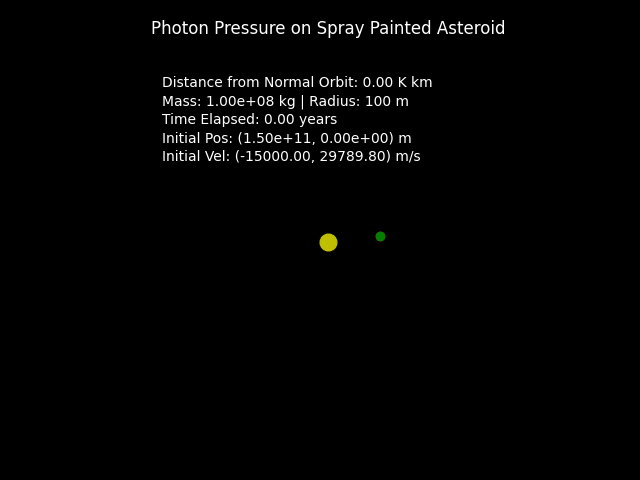 Photon Pressure on Spray Painted Asteroid
Distance from Normal Orbit: 0.00 K km
Mass: 1.00e+08 kg | Radius: 100 m
Time Elapsed: 0.00 years
Initial Pos: (1.50e+11, 0.00e+00) m
Initial Vel: (-15000.00, 29789.80) m/s